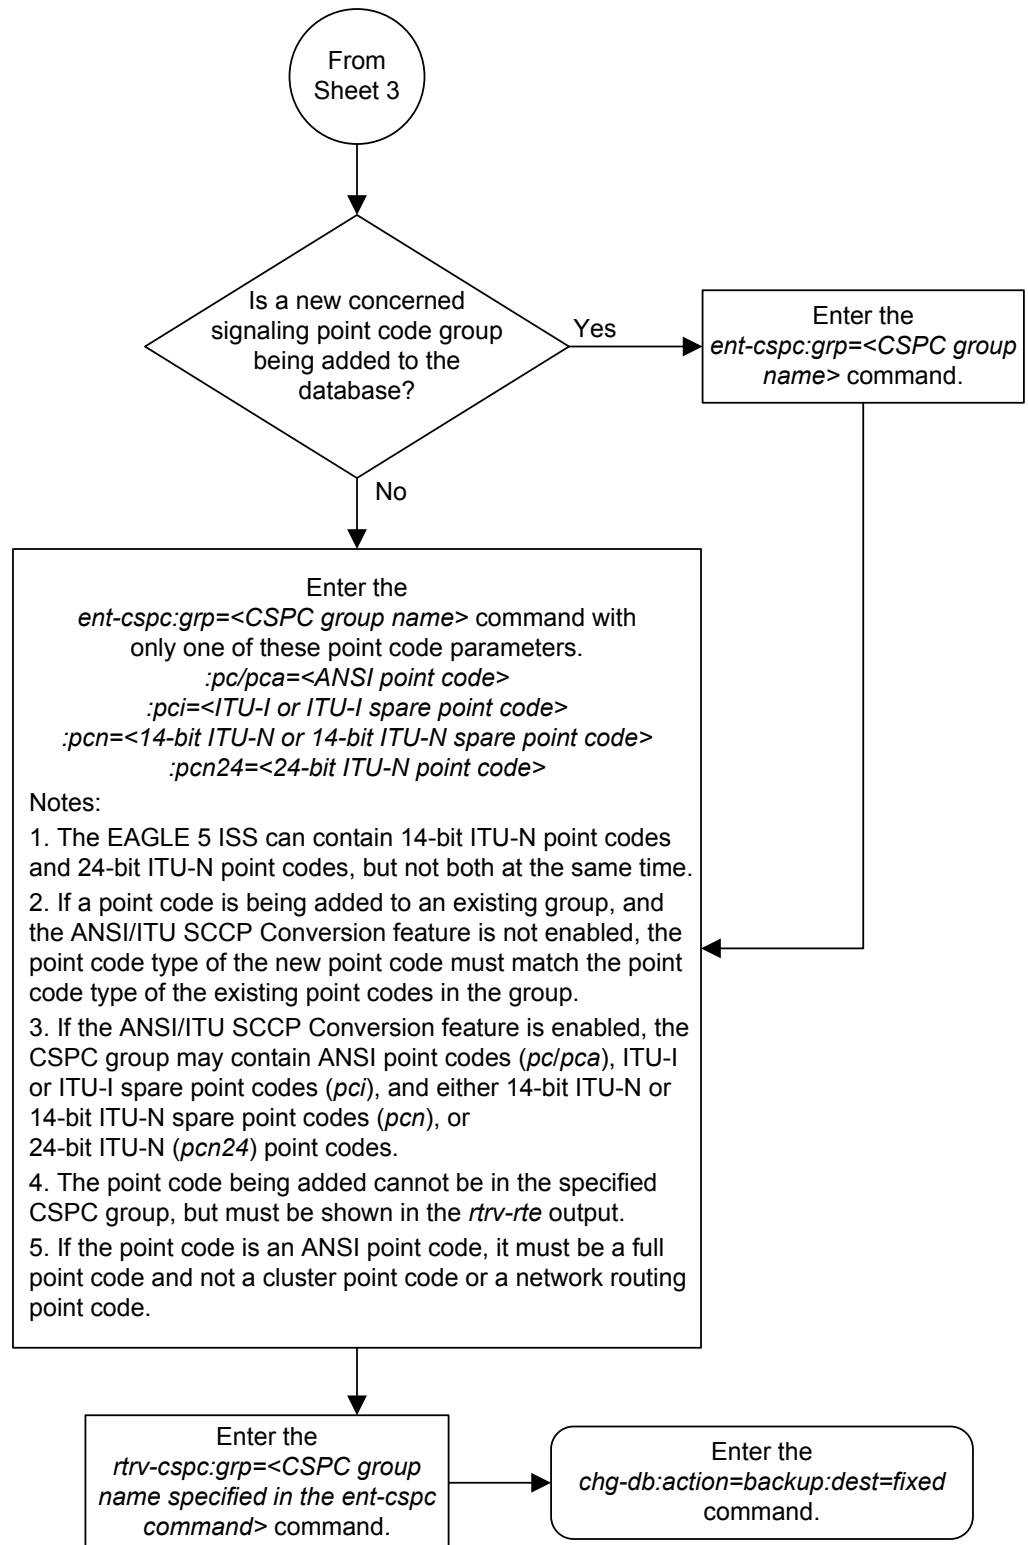 From
Sheet 3
Is a new concerned
signaling point code group
being added to the
database?
Yes
Enter the
ent-cspc:grp=<CSPC group
name> command.
No
Enter the
ent-cspc:grp=<CSPC group name> command with
only one of these point code parameters.
:pc/pca=<ANSI point code>
:pci=<ITU-I or ITU-I spare point code>
:pcn=<14-bit ITU-N or 14-bit ITU-N spare point code>
:pcn24=<24-bit ITU-N point code>
Notes:
1. The EAGLE 5 ISS can contain 14-bit ITU-N point codes
and 24-bit ITU-N point codes, but not both at the same time.
2. If a point code is being added to an existing group, and
the ANSI/ITU SCCP Conversion feature is not enabled, the
point code type of the new point code must match the point
code type of the existing point codes in the group.
3. If the ANSI/ITU SCCP Conversion feature is enabled, the
CSPC group may contain ANSI point codes (pc/pca), ITU-I
or ITU-I spare point codes (pci), and either 14-bit ITU-N or
14-bit ITU-N spare point codes (pcn), or
24-bit ITU-N (pcn24) point codes.
4. The point code being added cannot be in the specified
CSPC group, but must be shown in the rtrv-rte output.
5. If the point code is an ANSI point code, it must be a full
point code and not a cluster point code or a network routing
point code.
Enter the
rtrv-cspc:grp=<CSPC group
name specified in the ent-cspc
command> command.
Enter the
chg-db:action=backup:dest=fixed
command.